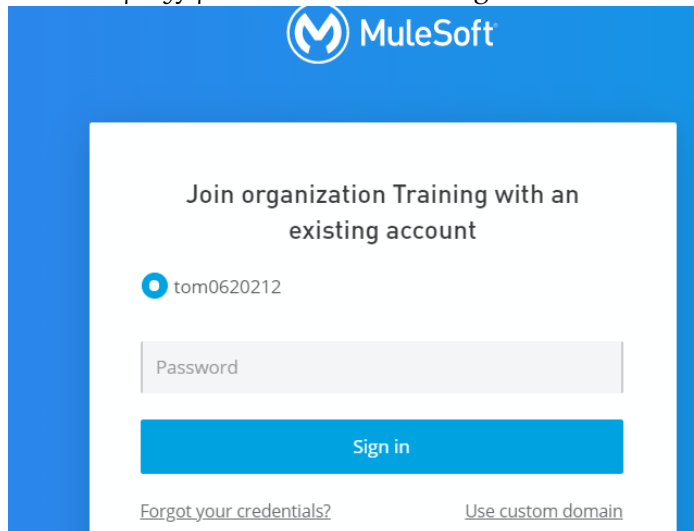 MuleSoft
Join organization Training with an
existing account
tom0620212
Password
Sign in
Forgot your credentials? Use custom domain